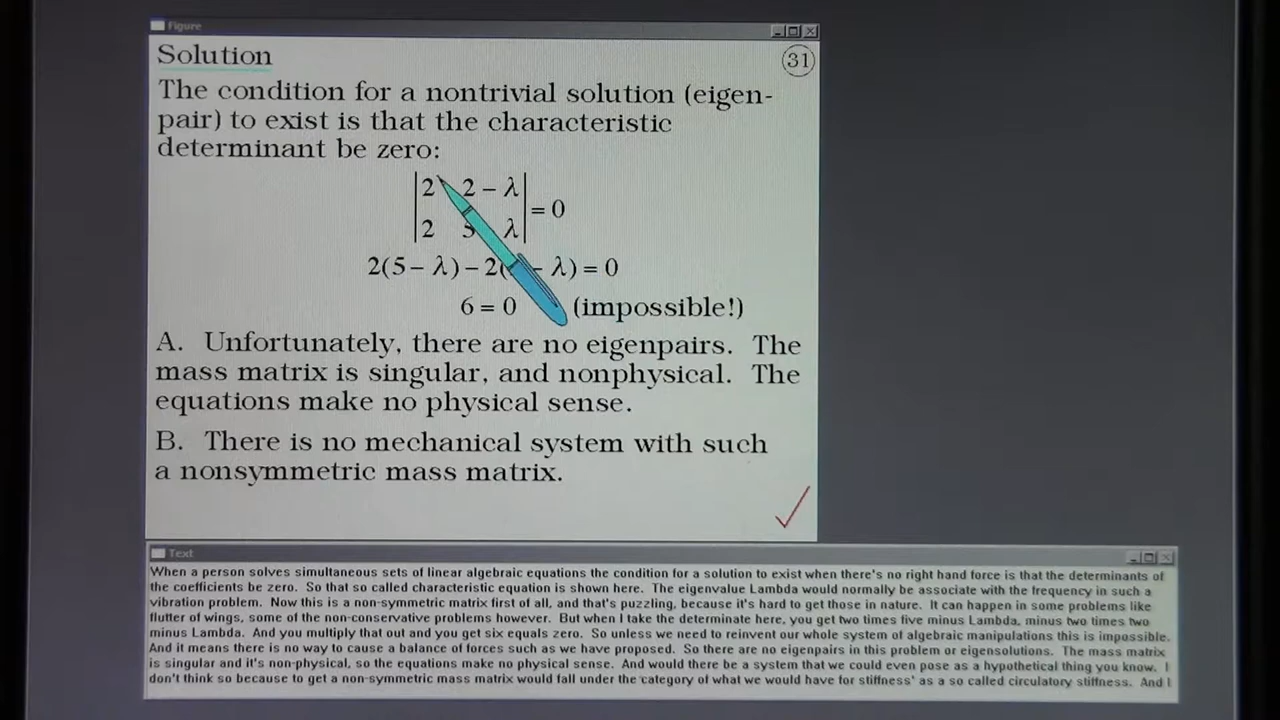 Figure
Solution
31
The condition for a nontrivial solution (eigen-
pair) to exist is that the characteristic
determinant be zero:
2 2 – λ
= 0
2 5 λ
2(5 – λ) – 2( – λ) = 0
6 = 0 (impossible!)
A. Unfortunately, there are no eigenpairs. The
mass matrix is singular, and nonphysical. The
equations make no physical sense.
B. There is no mechanical system with such
a nonsymmetric mass matrix.
Text
When a person solves simultaneous sets of linear algebraic equations the condition for a solution to exist when there's no right hand force is that the determinants of
the coefficients be zero. So that so called characteristic equation is shown here. The eigenvalue Lambda would normally be associate with the frequency in such a
vibration problem. Now this is a non-symmetric matrix first of all, and that's puzzling, because it's hard to get those in nature. It can happen in some problems like
flutter of wings, some of the non-conservative problems however. But when I take the determinate here, you get two times five minus Lambda, minus two times two
minus Lambda. And you multiply that out and you get six equals zero. So unless we need to reinvent our whole system of algebraic manipulations this is impossible.
And it means there is no way to cause a balance of forces such as we have proposed. So there are no eigenpairs in this problem or eigensolutions. The mass matrix
is singular and it's non-physical, so the equations make no physical sense. And would there be a system that we could even pose as a hypothetical thing you know. I
don't think so because to get a non-symmetric mass matrix would fall under the category of what we would have for stiffness' as a so called circulatory stiffness. And I